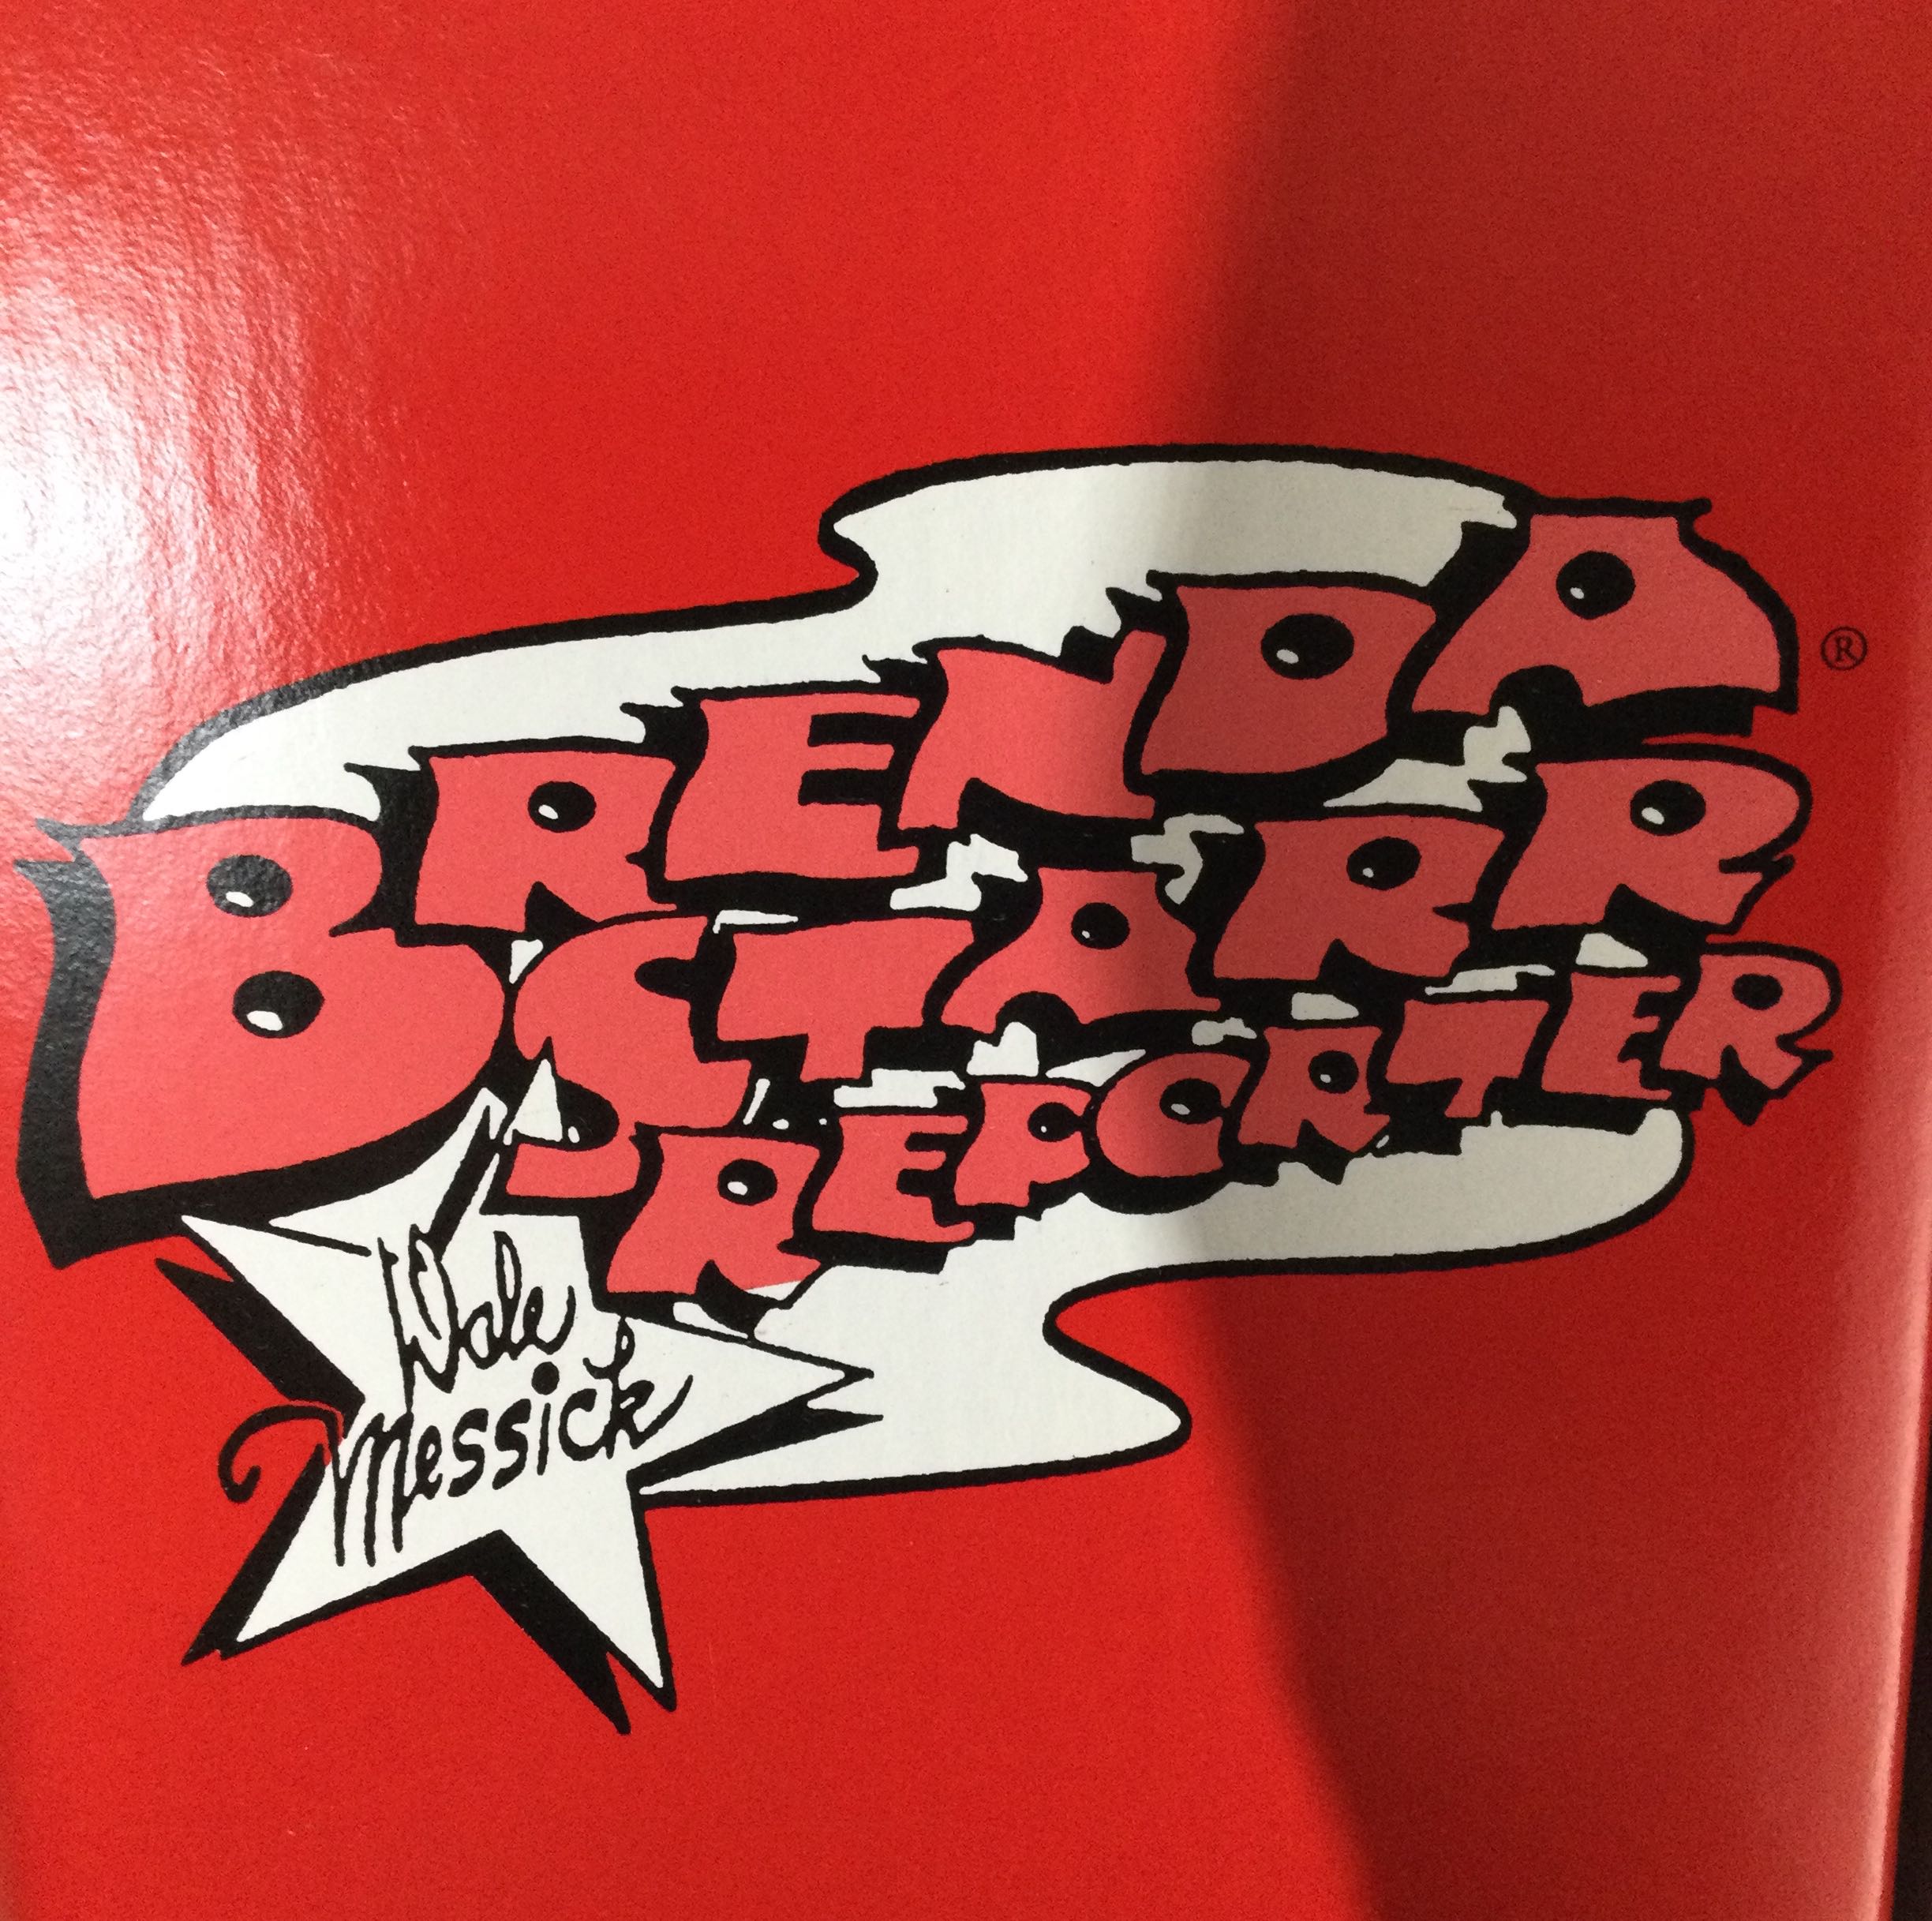 BRENDA ®
STARR
REPORTER
Dale
Messick